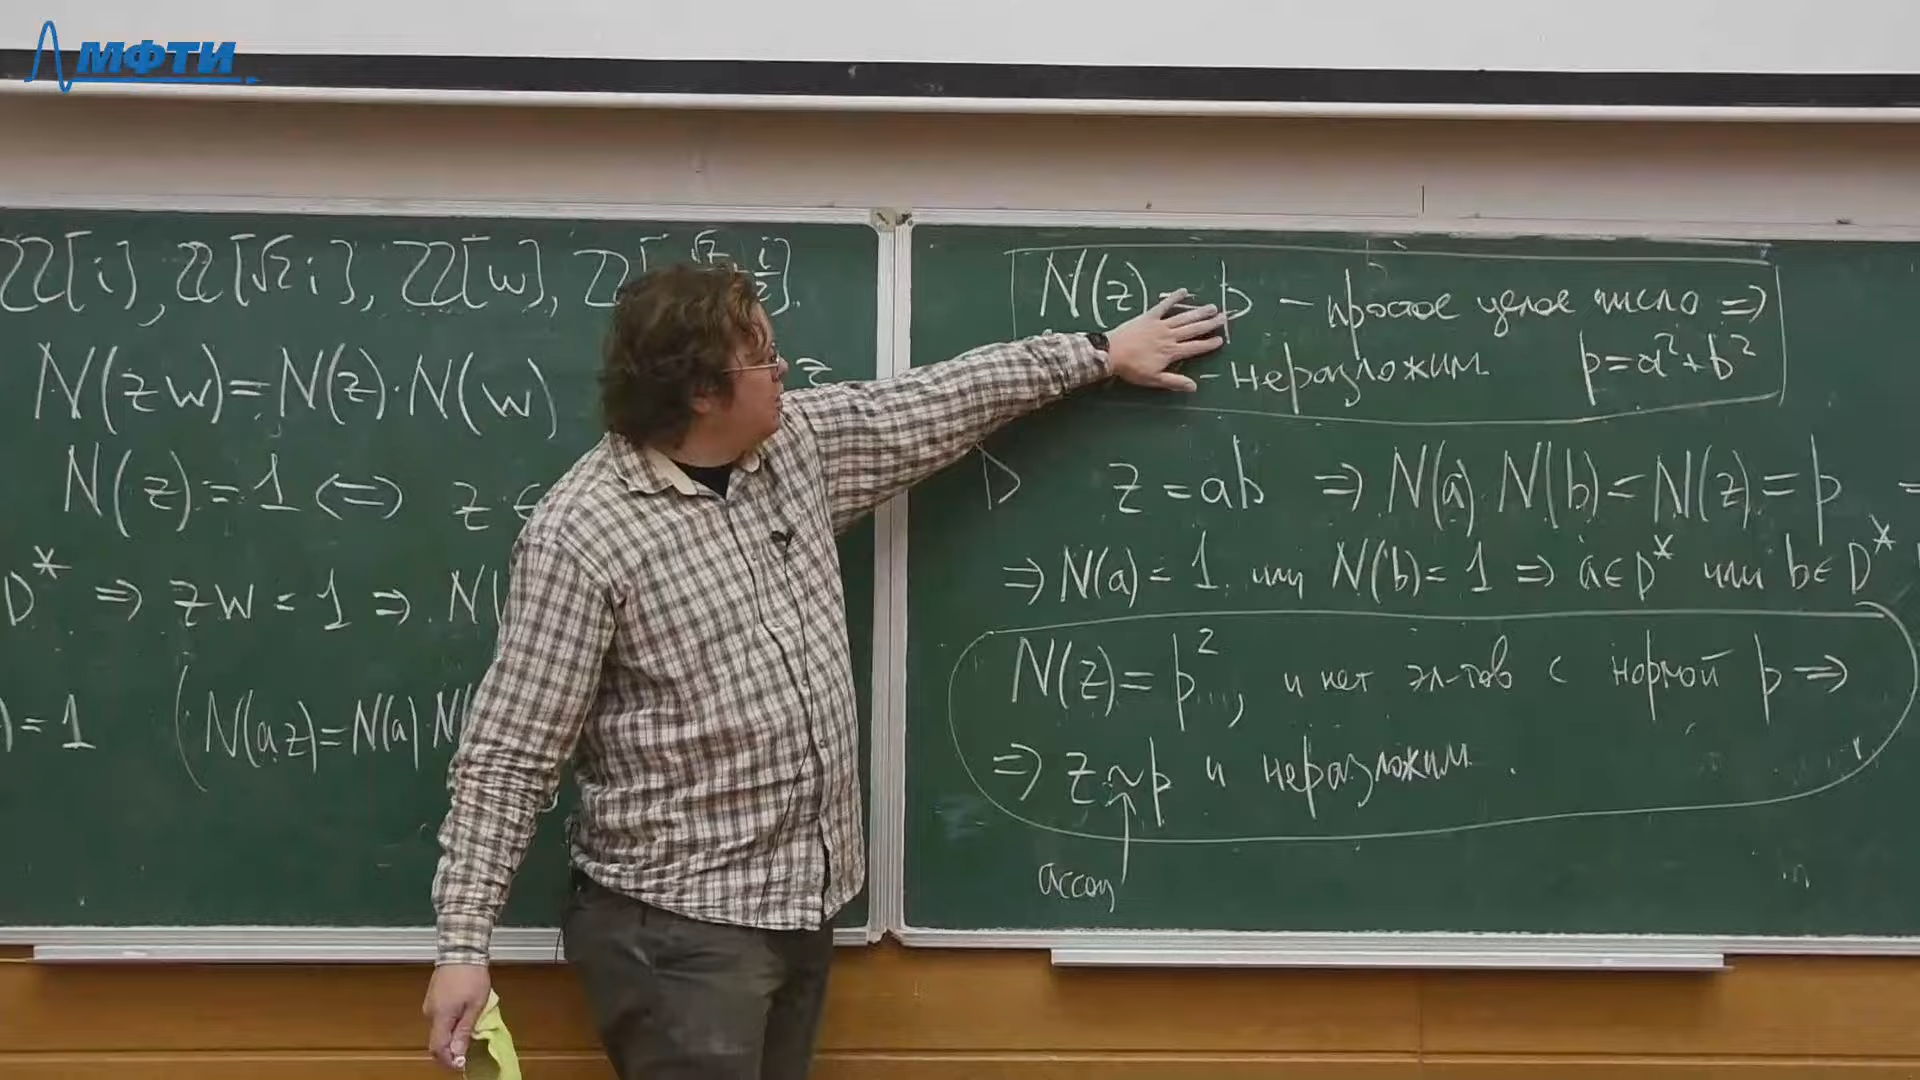 МФТИ
ℤ[i], ℤ[√2i], ℤ[w], ℤ[
N(zw)=N(z)·N(w)
N(z)=1 ⇔ z ∈
D* ⇒ zw=1 ⇒ N(
)=1 (N(az)=N(a)·N(
N(z)=p – простое целое число ⇒
– неразложим p=a²+b²
z=ab ⇒ N(a)·N(b)=N(z)=p ⇒
⇒ N(a)=1 или N(b)=1 ⇒ a∈D* или b∈D*
N(z)=p², и нет эл-тов с нормой p ⇒
⇒ z~p и неразложим.
ассоц